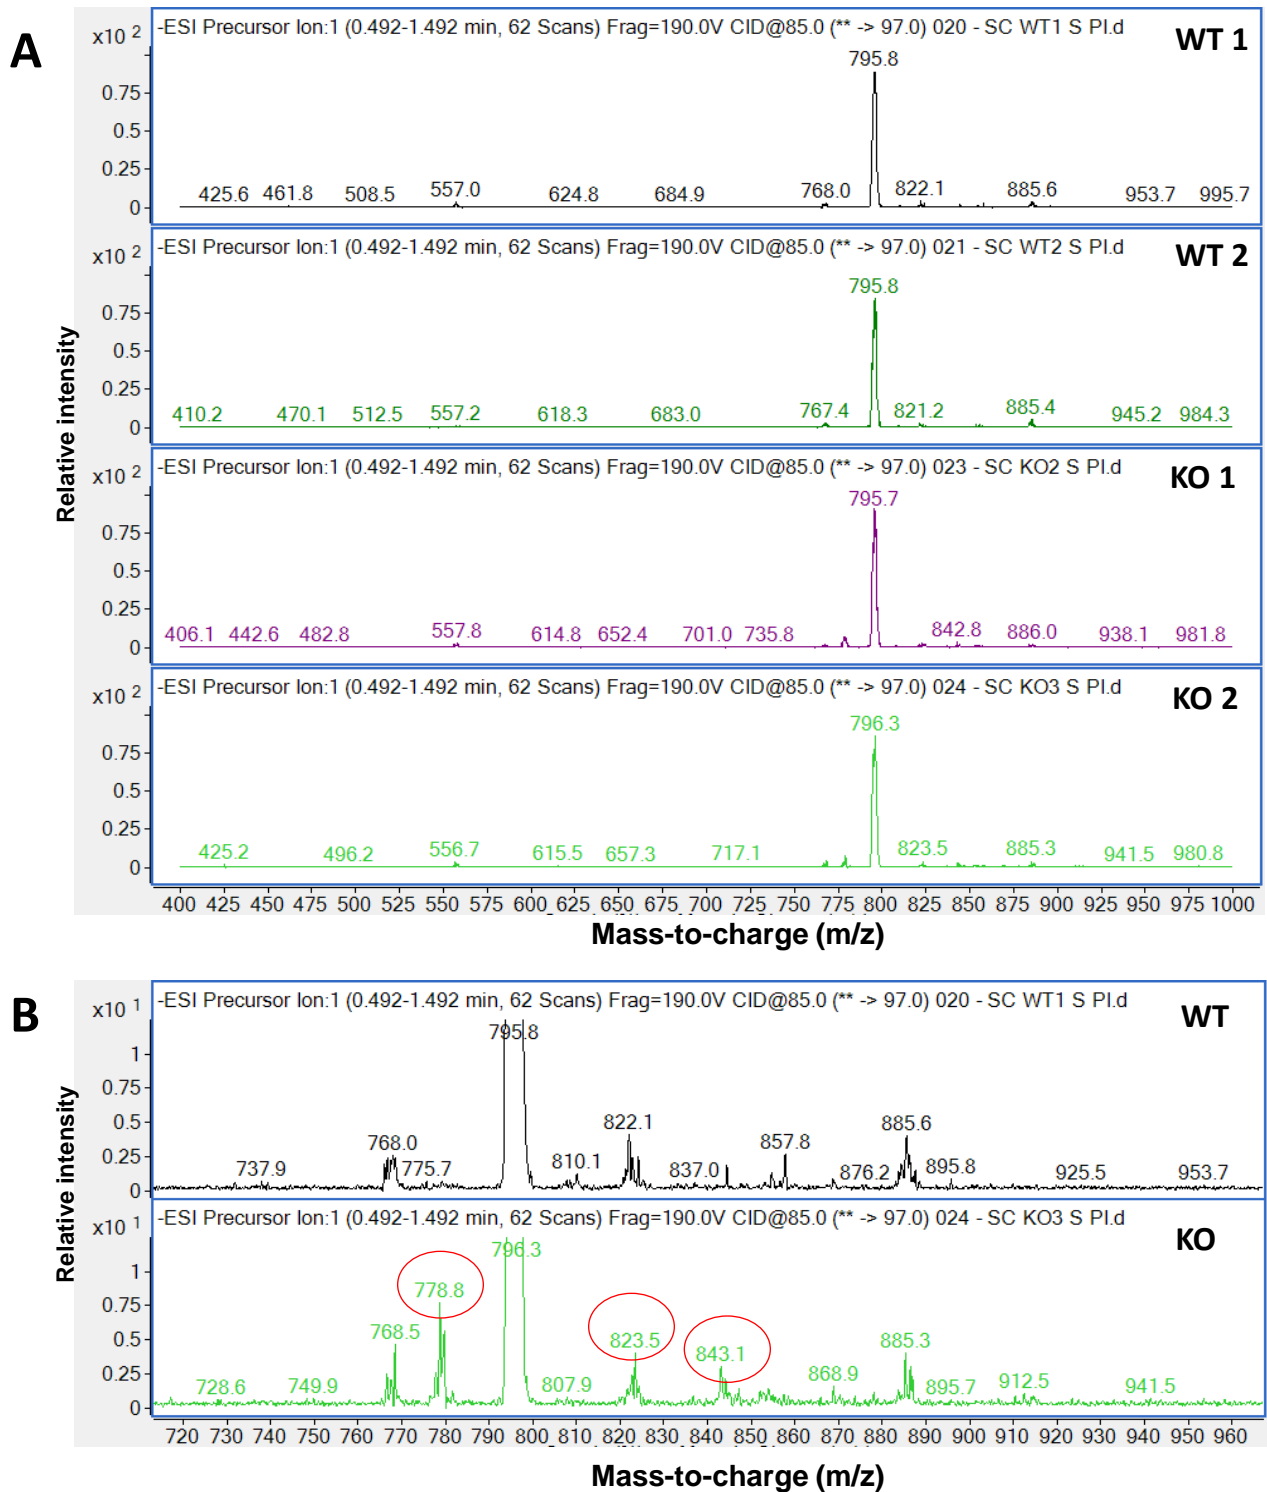 A
-ESI Precursor Ion:1 (0.492-1.492 min, 62 Scans) Frag=190.0V CID@85.0 (** -> 97.0) 020 - SC WT1 S PI.d
WT 1
x10 2
795.8
0.75
0.5
0.25
0
425.6 461.8 508.5 557.0 624.8 684.9 768.0 822.1 885.6 953.7 995.7
-ESI Precursor Ion:1 (0.492-1.492 min, 62 Scans) Frag=190.0V CID@85.0 (** -> 97.0) 021 - SC WT2 S PI.d
WT 2
x10 2
795.8
0.75
0.5
0.25
0
410.2 470.1 512.5 557.2 618.3 683.0 767.4 821.2 885.4 945.2 984.3
Relative intensity
-ESI Precursor Ion:1 (0.492-1.492 min, 62 Scans) Frag=190.0V CID@85.0 (** -> 97.0) 023 - SC KO2 S PI.d
KO 1
x10 2
795.7
0.75
0.5
0.25
0
406.1 442.6 482.8 557.8 614.8 652.4 701.0 735.8 842.8 886.0 938.1 981.8
-ESI Precursor Ion:1 (0.492-1.492 min, 62 Scans) Frag=190.0V CID@85.0 (** -> 97.0) 024 - SC KO3 S PI.d
KO 2
x10 2
796.3
0.75
0.5
0.25
0
425.2 496.2 556.7 615.5 657.3 717.1 823.5 885.3 941.5 980.8
400 425 450 475 500 525 550 575 600 625 650 675 700 725 750 775 800 825 850 875 900 925 950 975 1000
Mass-to-charge (m/z)
B
-ESI Precursor Ion:1 (0.492-1.492 min, 62 Scans) Frag=190.0V CID@85.0 (** -> 97.0) 020 - SC WT1 S PI.d
WT
x10 1
1
0.75
0.5
0.25
0
737.9 768.0 775.7 795.8 810.1 822.1 837.0 857.8 876.2 885.6 895.8 925.5 953.7
Relative intensity
-ESI Precursor Ion:1 (0.492-1.492 min, 62 Scans) Frag=190.0V CID@85.0 (** -> 97.0) 024 - SC KO3 S PI.d
KO
x10 1
1
0.75
0.5
0.25
0
728.6 749.9 768.5 778.8 796.3 807.9 823.5 843.1 868.9 885.3 895.7 912.5 941.5
720 730 740 750 760 770 780 790 800 810 820 830 840 850 860 870 880 890 900 910 920 930 940 950 960
Mass-to-charge (m/z)